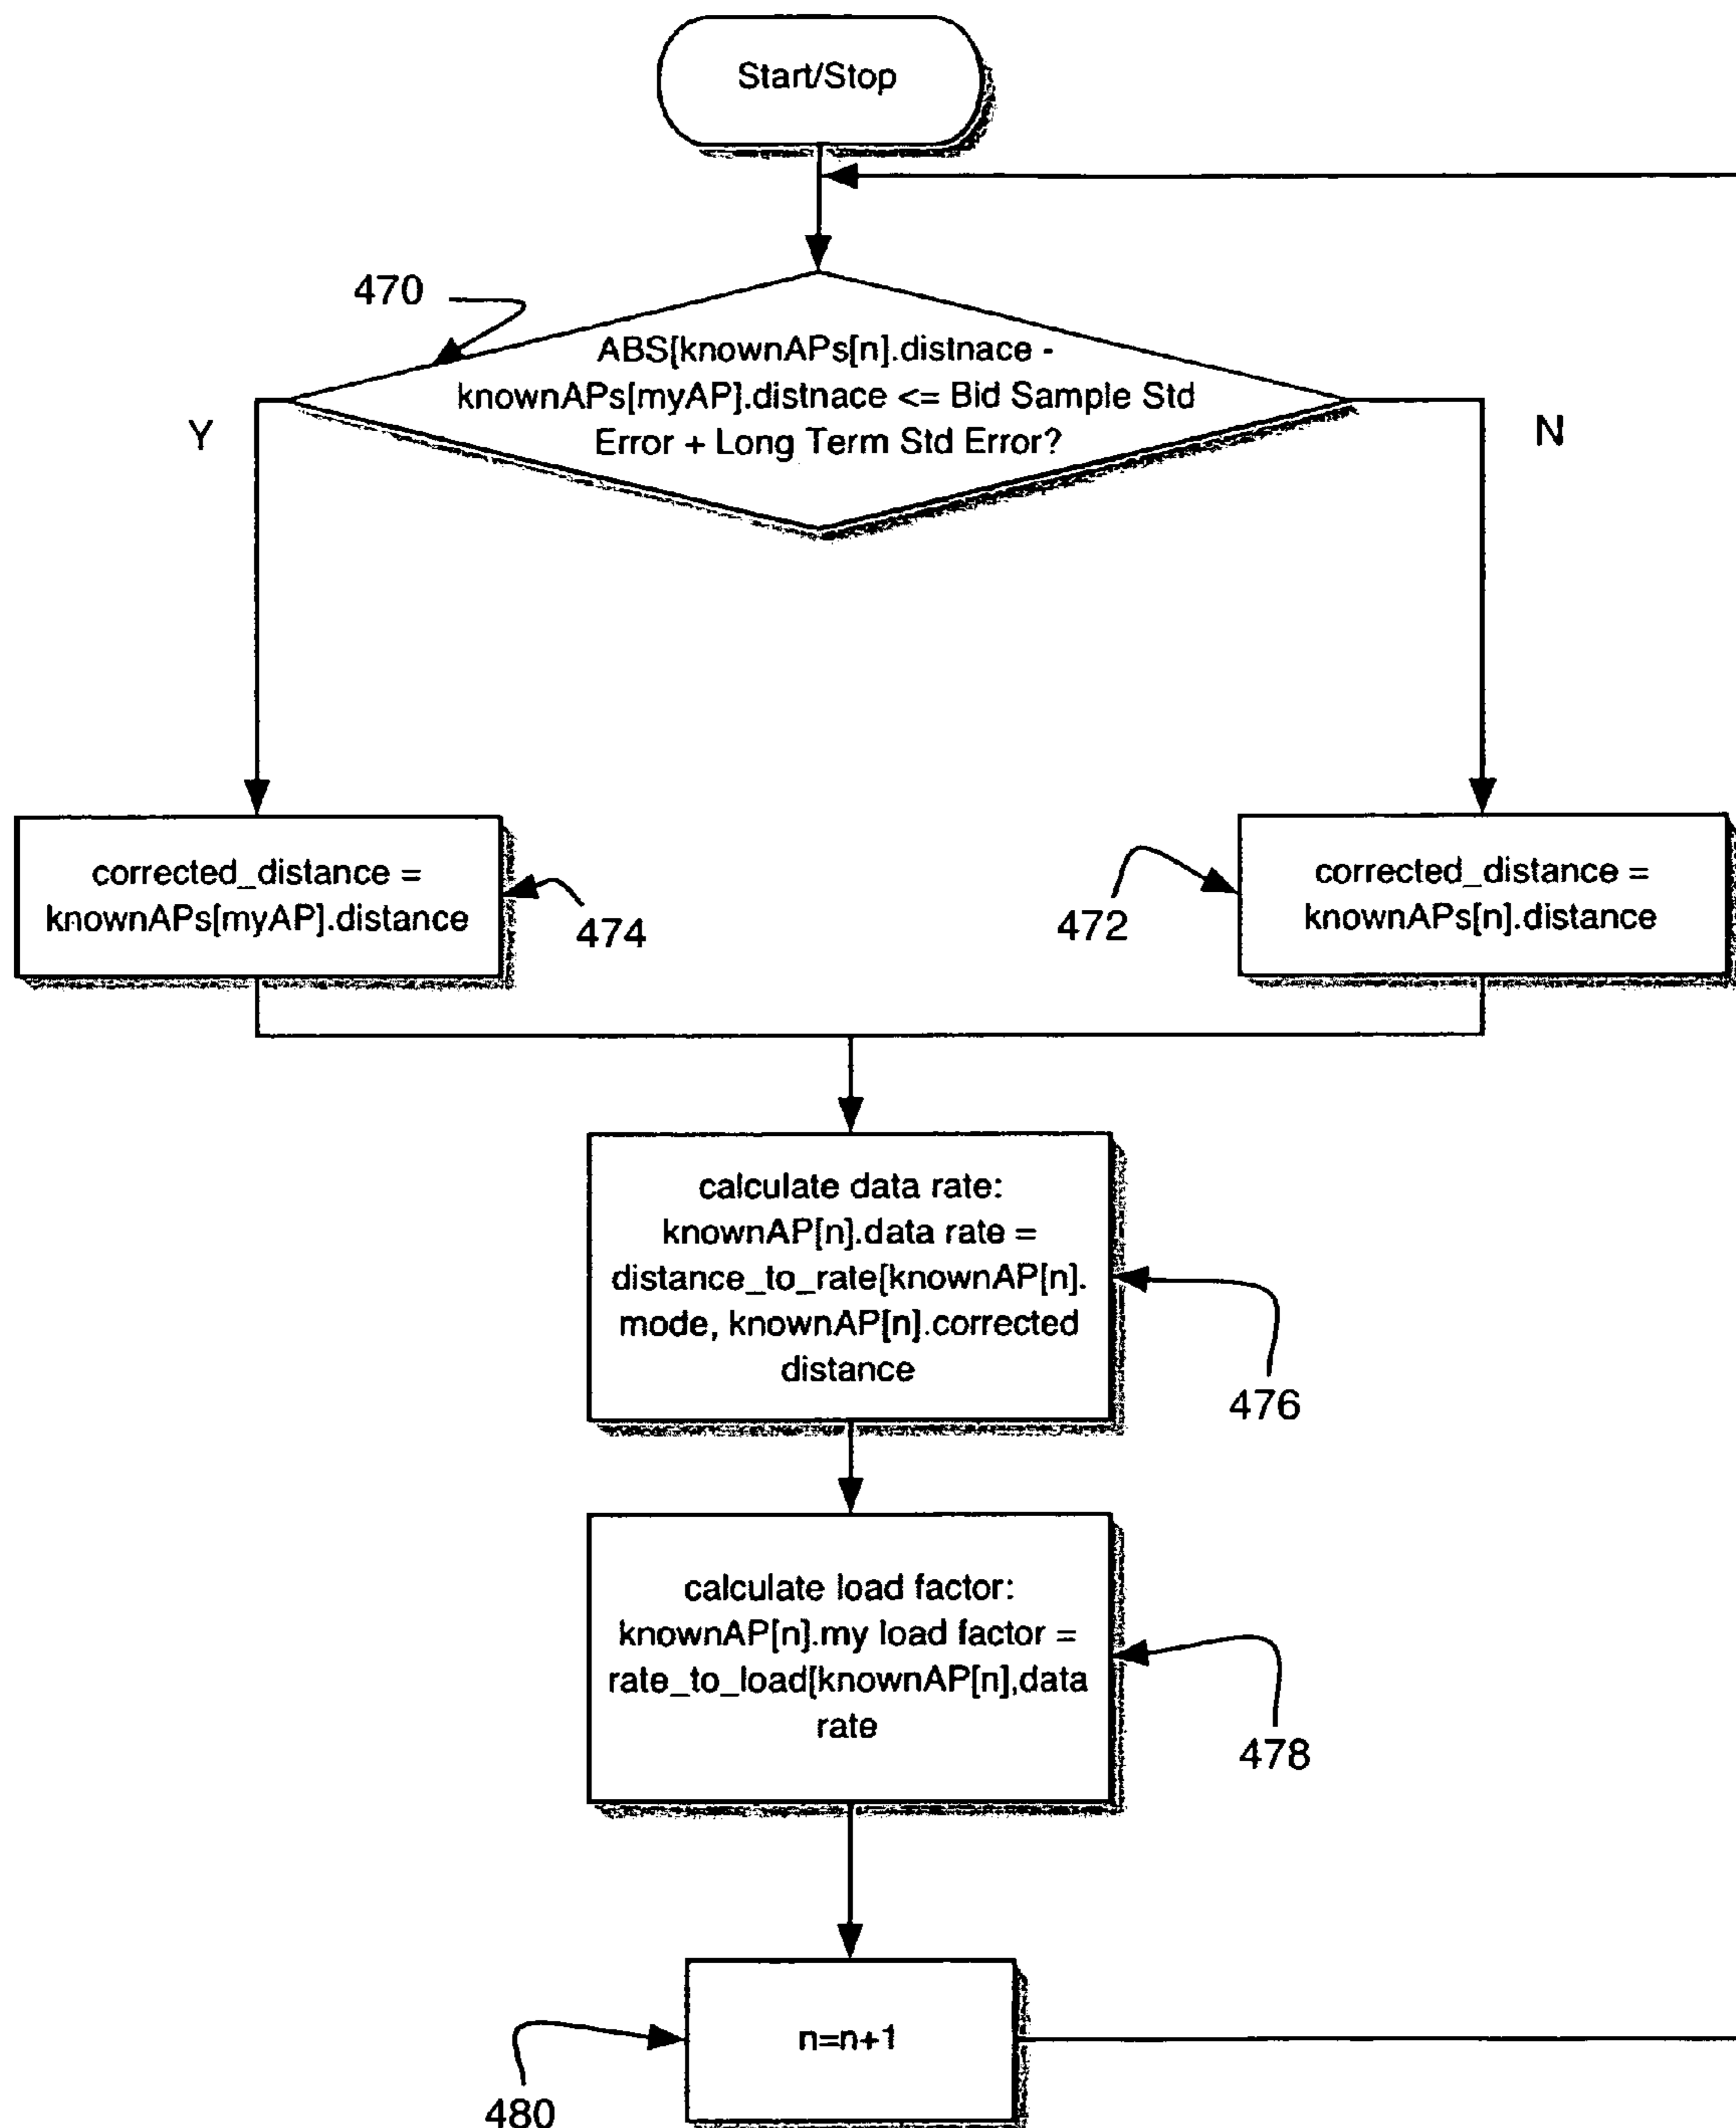 Start/Stop
470
ABS[knownAPs[n].distnace -
knownAPs[myAP].distnace <= Bid Sample Std
Error + Long Term Std Error?
Y
N
corrected_distance =
knownAPs[myAP].distance
474
472
corrected_distance =
knownAPs[n].distance
calculate data rate:
knownAP[n].data rate =
distance_to_rate[knownAP[n].
mode, knownAP[n].corrected
distance
476
calculate load factor:
knownAP[n].my load factor =
rate_to_load[knownAP[n],data
rate
478
n=n+1
480